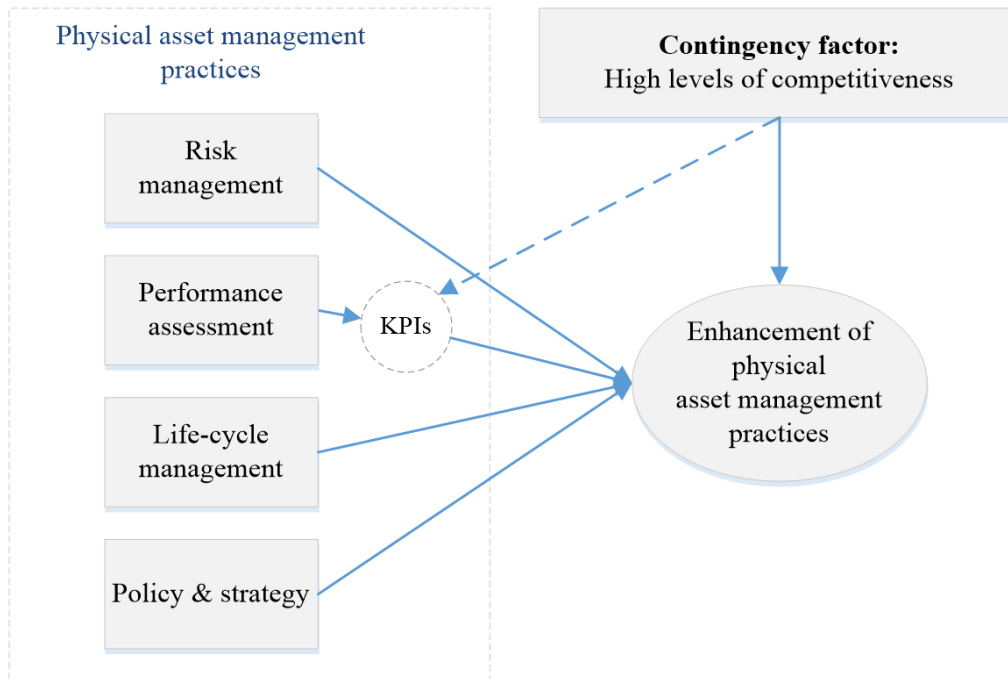 Physical asset management
practices
Contingency factor:
High levels of competitiveness
Risk
management
Performance
assessment
KPIs
Enhancement of
physical
asset management
practices
Life-cycle
management
Policy & strategy